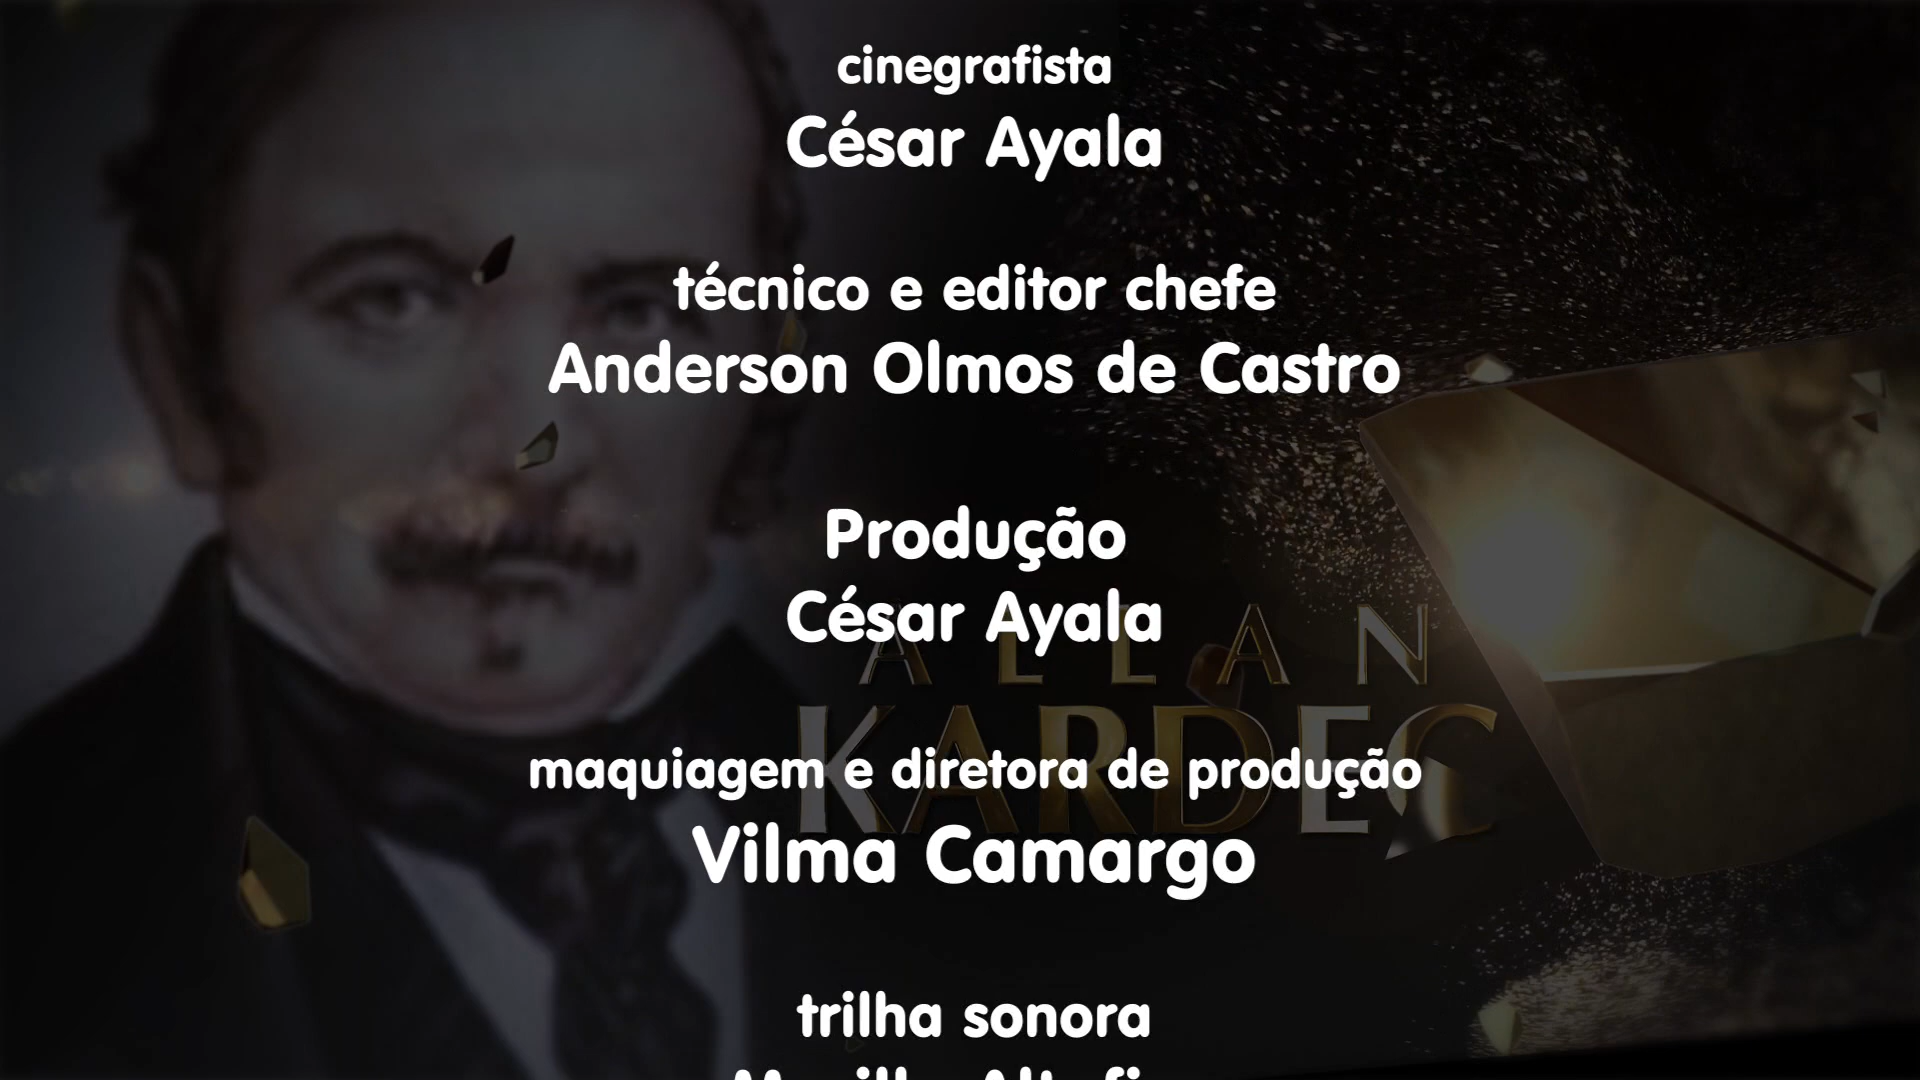 cinegrafista
César Ayala
técnico e editor chefe
Anderson Olmos de Castro
Produção
César Ayala
ALLAN
KARDEC
maquiagem e diretora de produção
Vilma Camargo
trilha sonora